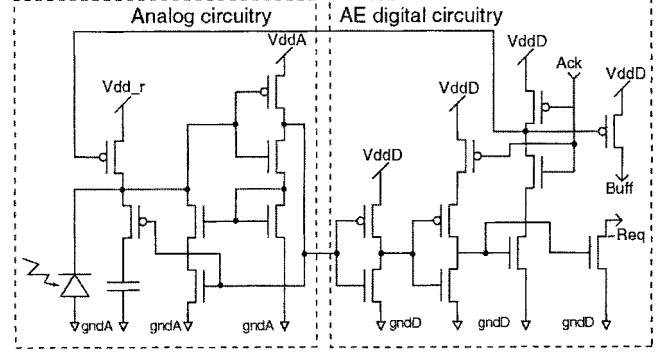 Analog circuitry
AE digital circuitry
VddA
VddD
Ack
VddD
Vdd_r
VddD
VddD
Buff
Req
gndA
gndA
gndA
gndD
gndD
gndD